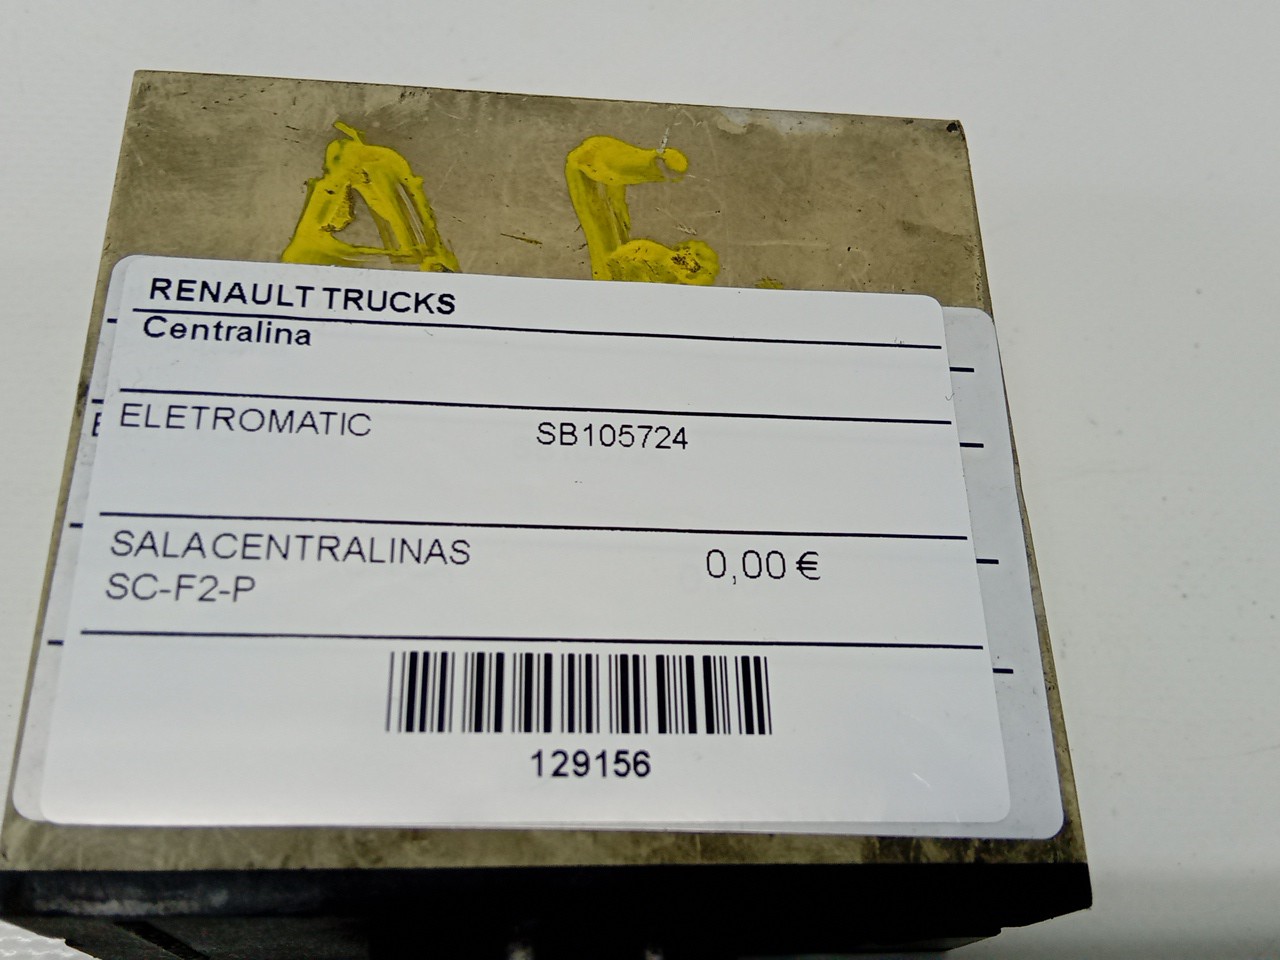 RENAULT TRUCKS
Centralina
ELETROMATIC SB105724
SALACENTRALINAS 0,00 €
SC-F2-P
129156